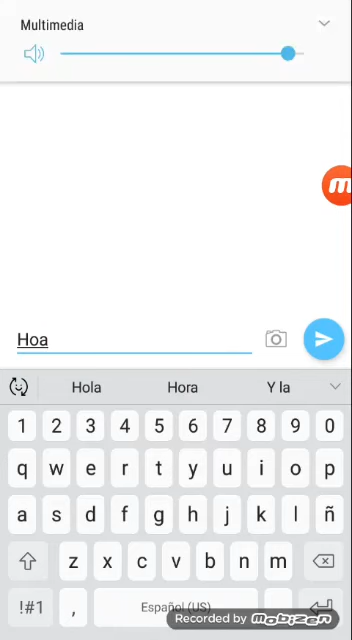 Multimedia
Hoa
Hola Hora Y la
1 2 3 4 5 6 7 8 9 0
q w e r t y u i o p
a s d f g h j k l ñ
z x c v b n m
!#1 , Español (US)
Recorded by mobizen